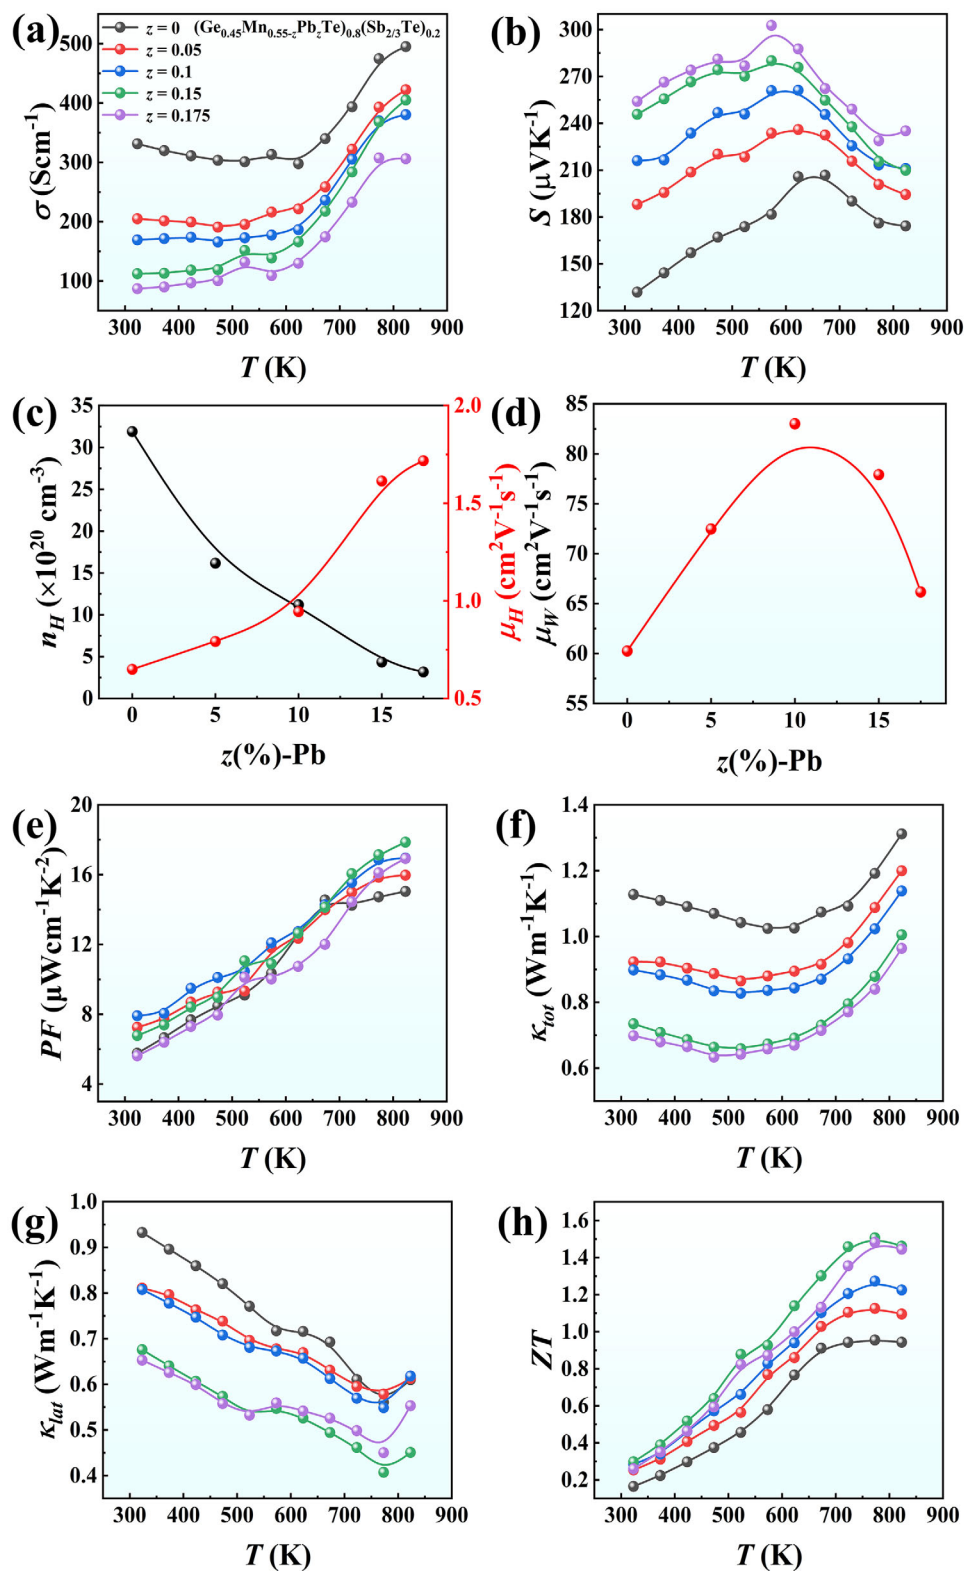 (a)
z = 0 (Ge0.45Mn0.55-zPbzTe)0.8(Sb2/3Te)0.2
z = 0.05
z = 0.1
z = 0.15
z = 0.175
500
400
300
200
100
σ (Scm-1)
300 400 500 600 700 800 900
T (K)
(b)
300
270
240
210
180
150
120
S (μVK-1)
300 400 500 600 700 800 900
T (K)
(c)
35
30
25
20
15
10
5
0
nH (×10^20 cm-3)
2.0
1.5
1.0
0.5
μH (cm2V-1s-1)
0 5 10 15
z(%)-Pb
(d)
85
80
75
70
65
60
55
μW (cm2V-1s-1)
0 5 10 15
z(%)-Pb
(e)
20
16
12
8
4
PF (μWcm-1K-2)
300 400 500 600 700 800 900
T (K)
(f)
1.4
1.2
1.0
0.8
0.6
κtot (Wm-1K-1)
300 400 500 600 700 800 900
T (K)
(g)
1.0
0.9
0.8
0.7
0.6
0.5
0.4
κlat (Wm-1K-1)
300 400 500 600 700 800 900
T (K)
(h)
1.6
1.4
1.2
1.0
0.8
0.6
0.4
0.2
ZT
300 400 500 600 700 800 900
T (K)